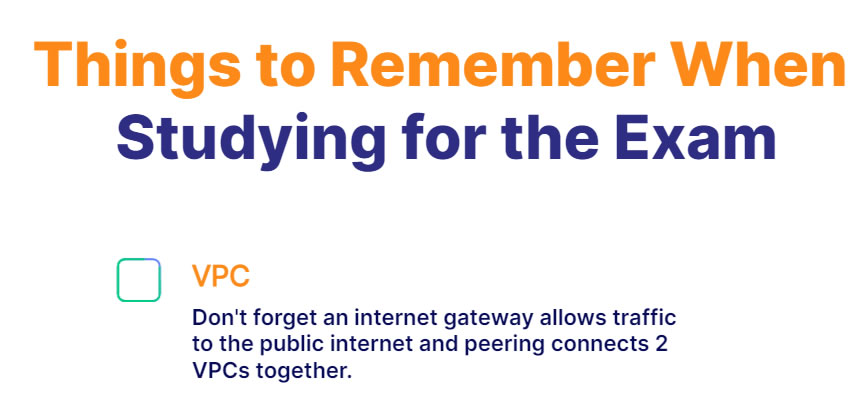 Things to Remember When
Studying for the Exam
VPC
Don't forget an internet gateway allows traffic
to the public internet and peering connects 2
VPCs together.